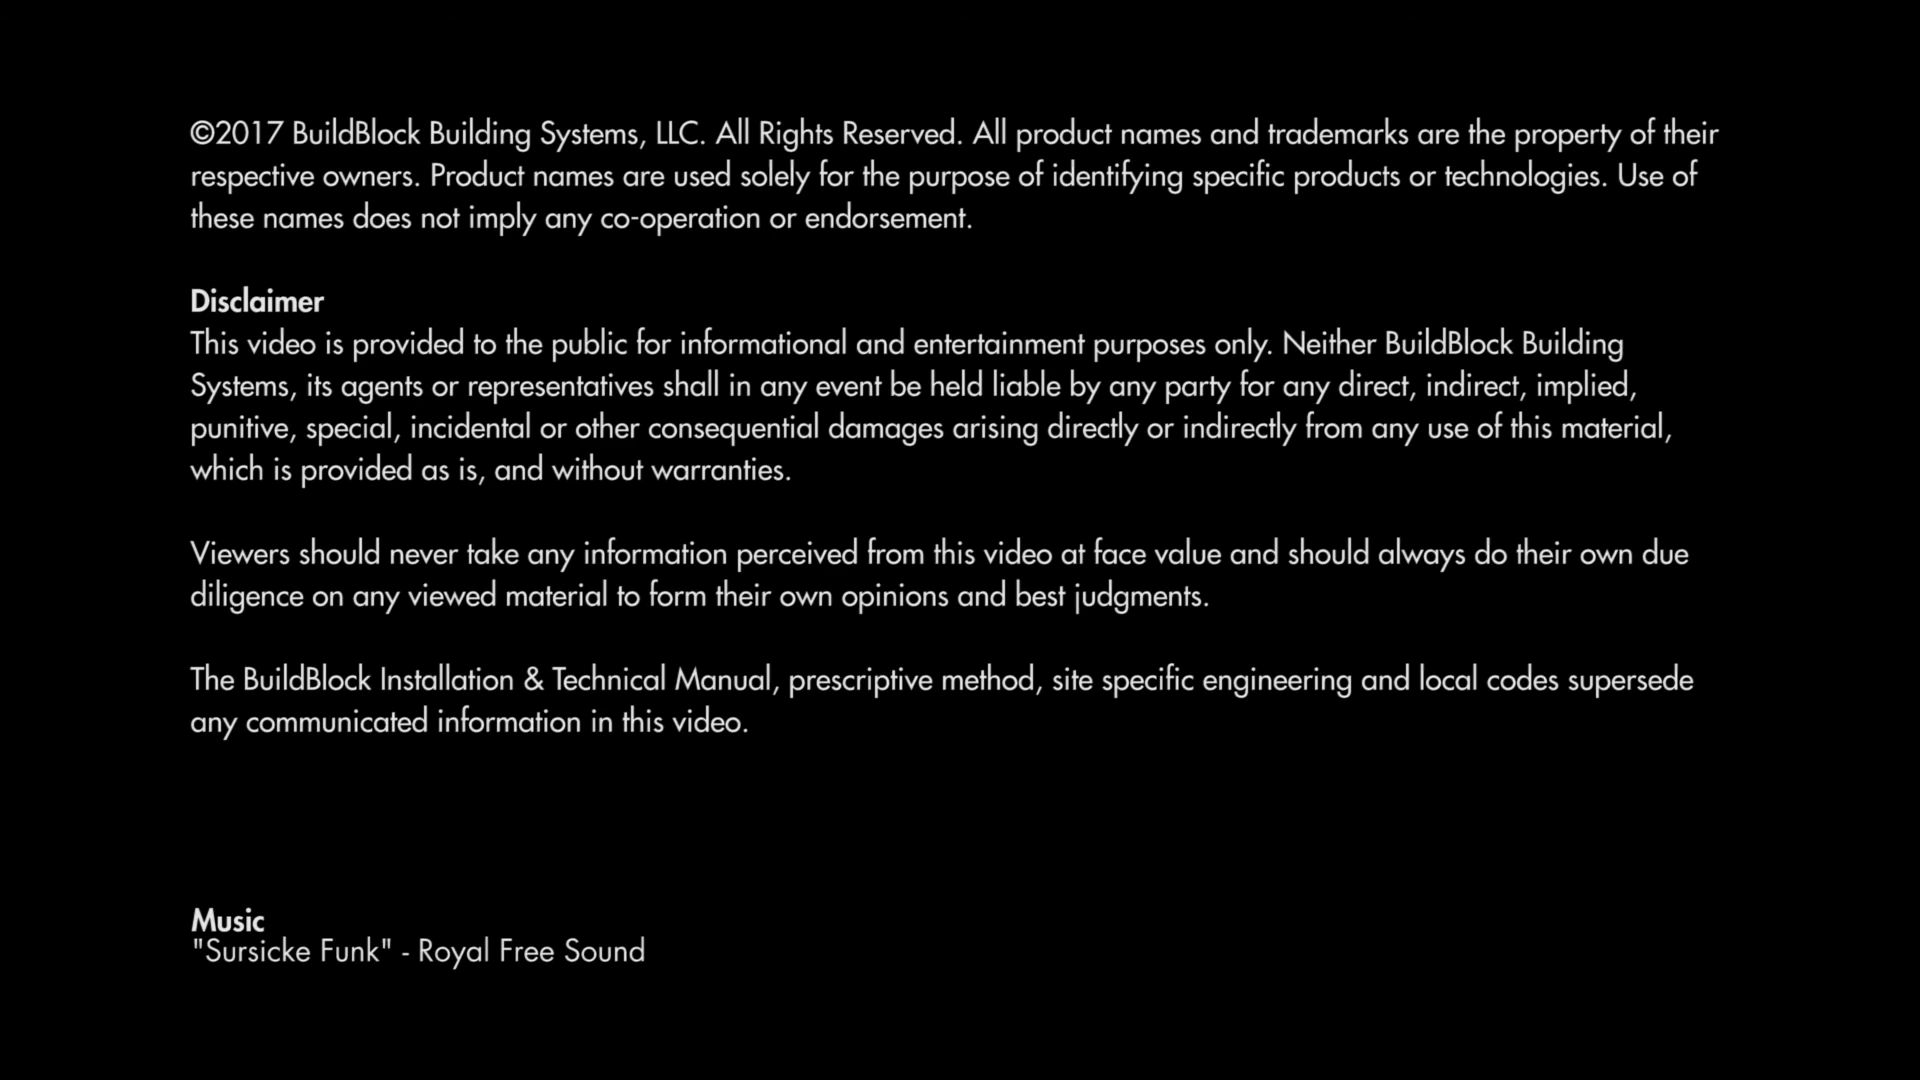 ©2017 BuildBlock Building Systems, LLC. All Rights Reserved. All product names and trademarks are the property of their
respective owners. Product names are used solely for the purpose of identifying specific products or technologies. Use of
these names does not imply any co-operation or endorsement.
Disclaimer
This video is provided to the public for informational and entertainment purposes only. Neither BuildBlock Building
Systems, its agents or representatives shall in any event be held liable by any party for any direct, indirect, implied,
punitive, special, incidental or other consequential damages arising directly or indirectly from any use of this material,
which is provided as is, and without warranties.
Viewers should never take any information perceived from this video at face value and should always do their own due
diligence on any viewed material to form their own opinions and best judgments.
The BuildBlock Installation & Technical Manual, prescriptive method, site specific engineering and local codes supersede
any communicated information in this video.
Music
"Sursicke Funk" - Royal Free Sound